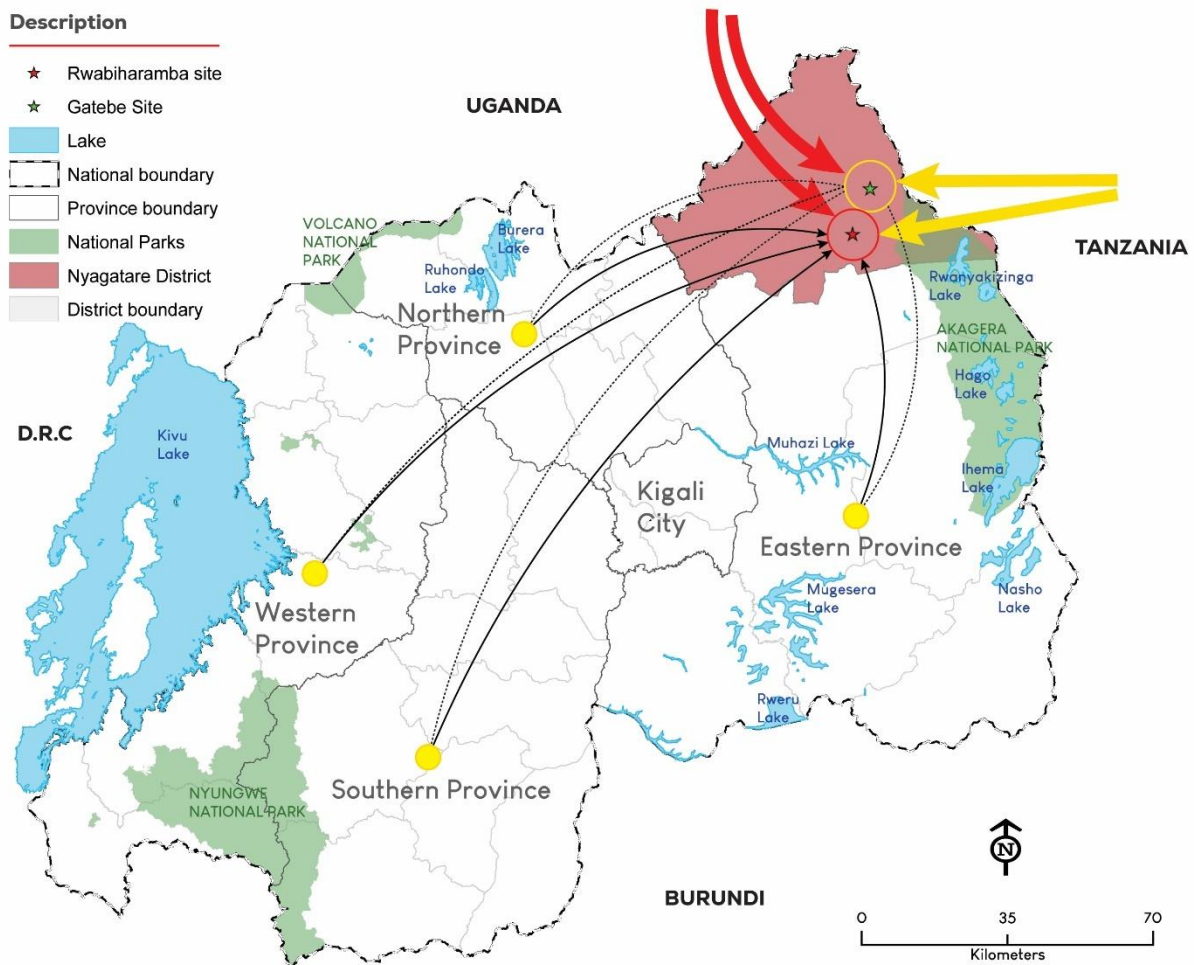 Description
Rwabiharamba site
Gatebe Site
Lake
National boundary
Province boundary
National Parks
Nyagatare District
District boundary
UGANDA
VOLCANO
NATIONAL
PARK
Burera
Lake
Ruhondo
Lake
Northern
Province
TANZANIA
Rwanyakizinga
Lake
AKAGERA
NATIONAL PARK
Hago
Lake
D.R.C
Kivu
Lake
Muhazi Lake
Ihema
Lake
Kigali
City
Eastern Province
Western
Province
Mugesera
Lake
Nasho
Lake
Rweru
Lake
Southern Province
NYUNGWE
NATIONAL PARK
N
BURUNDI
0 35 70
Kilometers